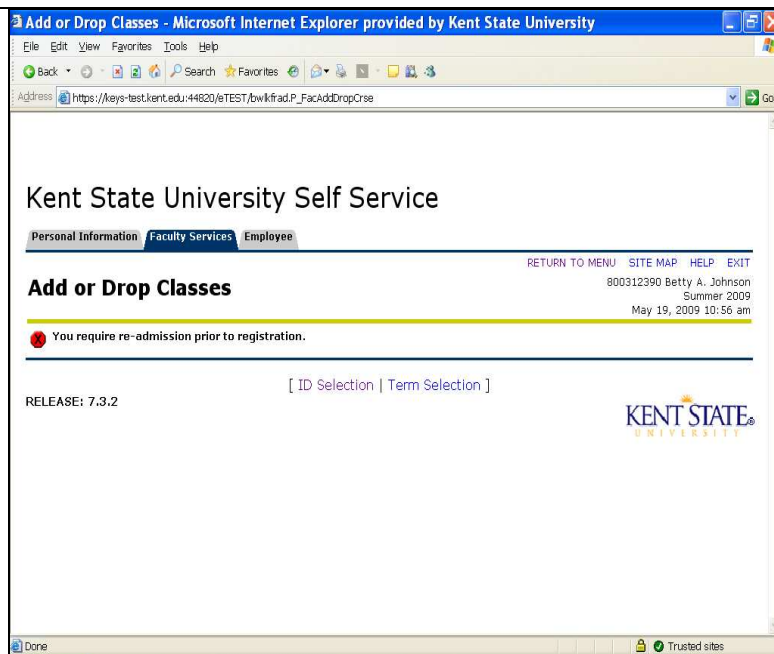 Add or Drop Classes - Microsoft Internet Explorer provided by Kent State University
File Edit View Favorites Tools Help
Back Search Favorites
Address https://keys-test.kent.edu:44820/eTEST/bwlkfrad.P_FacAddDropCrse Go
Kent State University Self Service
Personal Information Faculty Services Employee
RETURN TO MENU SITE MAP HELP EXIT
Add or Drop Classes
800312390 Betty A. Johnson
Summer 2009
May 19, 2009 10:56 am
You require re-admission prior to registration.
[ ID Selection | Term Selection ]
RELEASE: 7.3.2
KENT STATE®
UNIVERSITY
Done Trusted sites